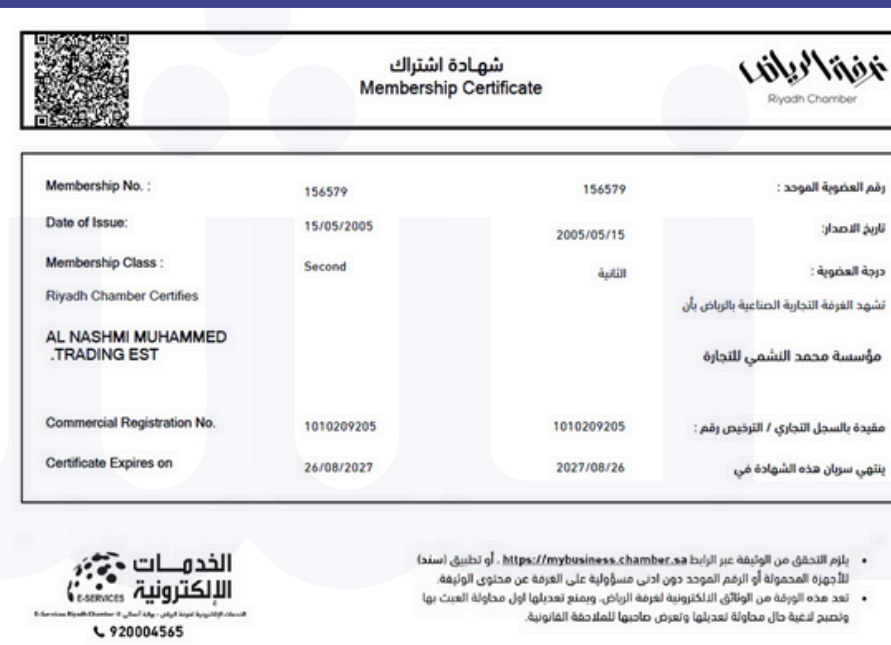 شهادة اشتراك
Membership Certificate
غرفة الرياض
Riyadh Chamber
Membership No. : 156579 156579 رقم العضوية الموحد :
Date of Issue: 15/05/2005 2005/05/15 تاريخ الاصدار:
Membership Class : Second الثانية درجة العضوية :
Riyadh Chamber Certifies تشهد الغرفة التجارية الصناعية بالرياض بأن
AL NASHMI MUHAMMED
.TRADING EST
مؤسسة محمد النشمي للتجارة
Commercial Registration No. 1010209205 1010209205 مقيدة بالسجل التجاري / الترخيص رقم :
Certificate Expires on 26/08/2027 2027/08/26 ينتهي سريان هذه الشهادة في
• يلزم التحقق من الوثيقة عبر الرابط https://mybusiness.chamber.sa ، أو تطبيق (سند)
للأجهزة المحمولة أو الرقم الموحد دون ادنى مسؤولية على الغرفة عن محتوى الوثيقة.
• تعد هذه الورقة من الوثائق الالكترونية لغرفة الرياض، ويمنع تعديلها اول محاولة العبث بها
وتصبح لاغية حال محاولة تعديلها وتعرض صاحبها للملاحقة القانونية.
الخدمات
الإلكترونية E-SERVICES
920004565